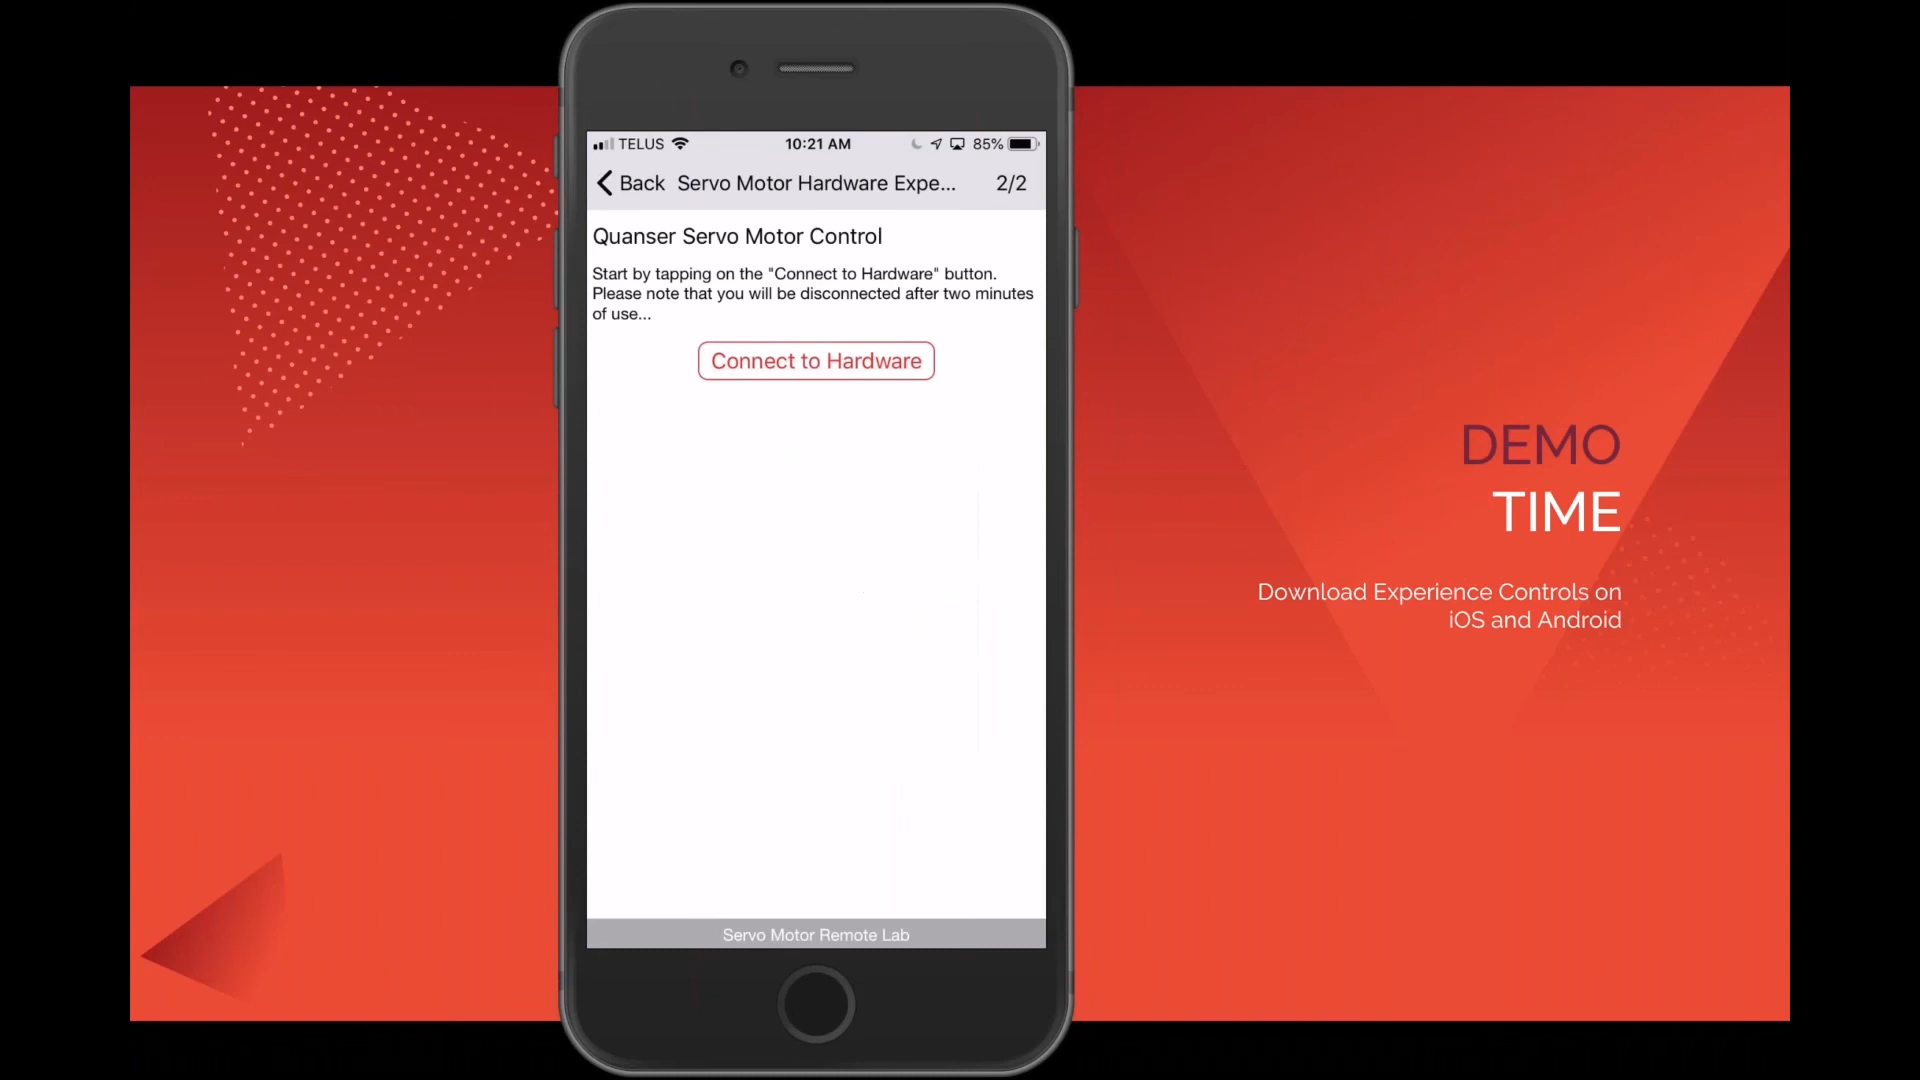 TELUS 10:21 AM 85%
Back Servo Motor Hardware Expe... 2/2
Quanser Servo Motor Control
Start by tapping on the "Connect to Hardware" button.
Please note that you will be disconnected after two minutes
of use...
Connect to Hardware
Servo Motor Remote Lab
DEMO
TIME
Download Experience Controls on
iOS and Android